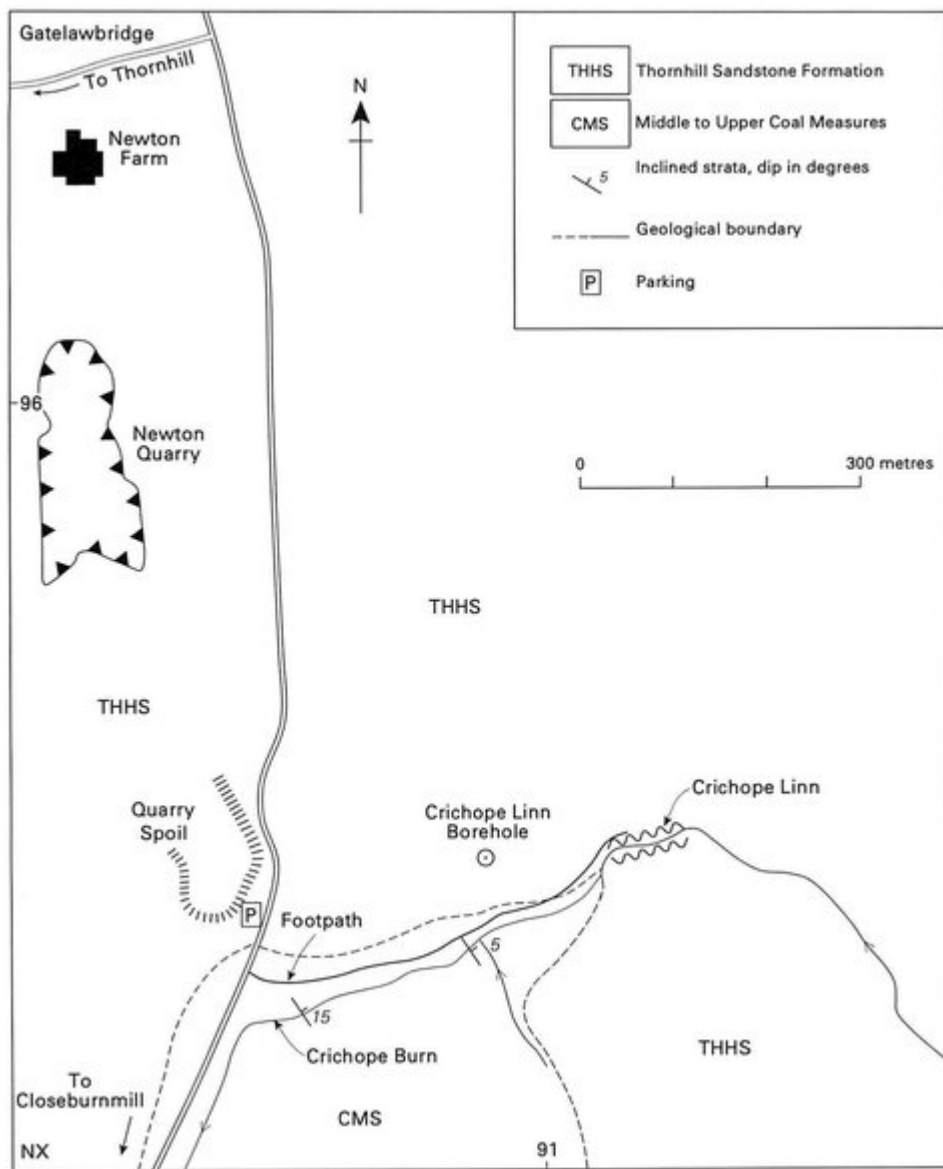 Gatelawbridge
To Thornhill
Newton
Farm
N
THHS
Thornhill Sandstone Formation
CMS
Middle to Upper Coal Measures
5
Inclined strata, dip in degrees
Geological boundary
P
Parking
96
Newton
Quarry
0
300 metres
THHS
THHS
Quarry
Spoil
Crichope Linn
Borehole
Crichope Linn
P
Footpath
5
15
Crichope Burn
THHS
To
Closeburnmill
CMS
NX
91